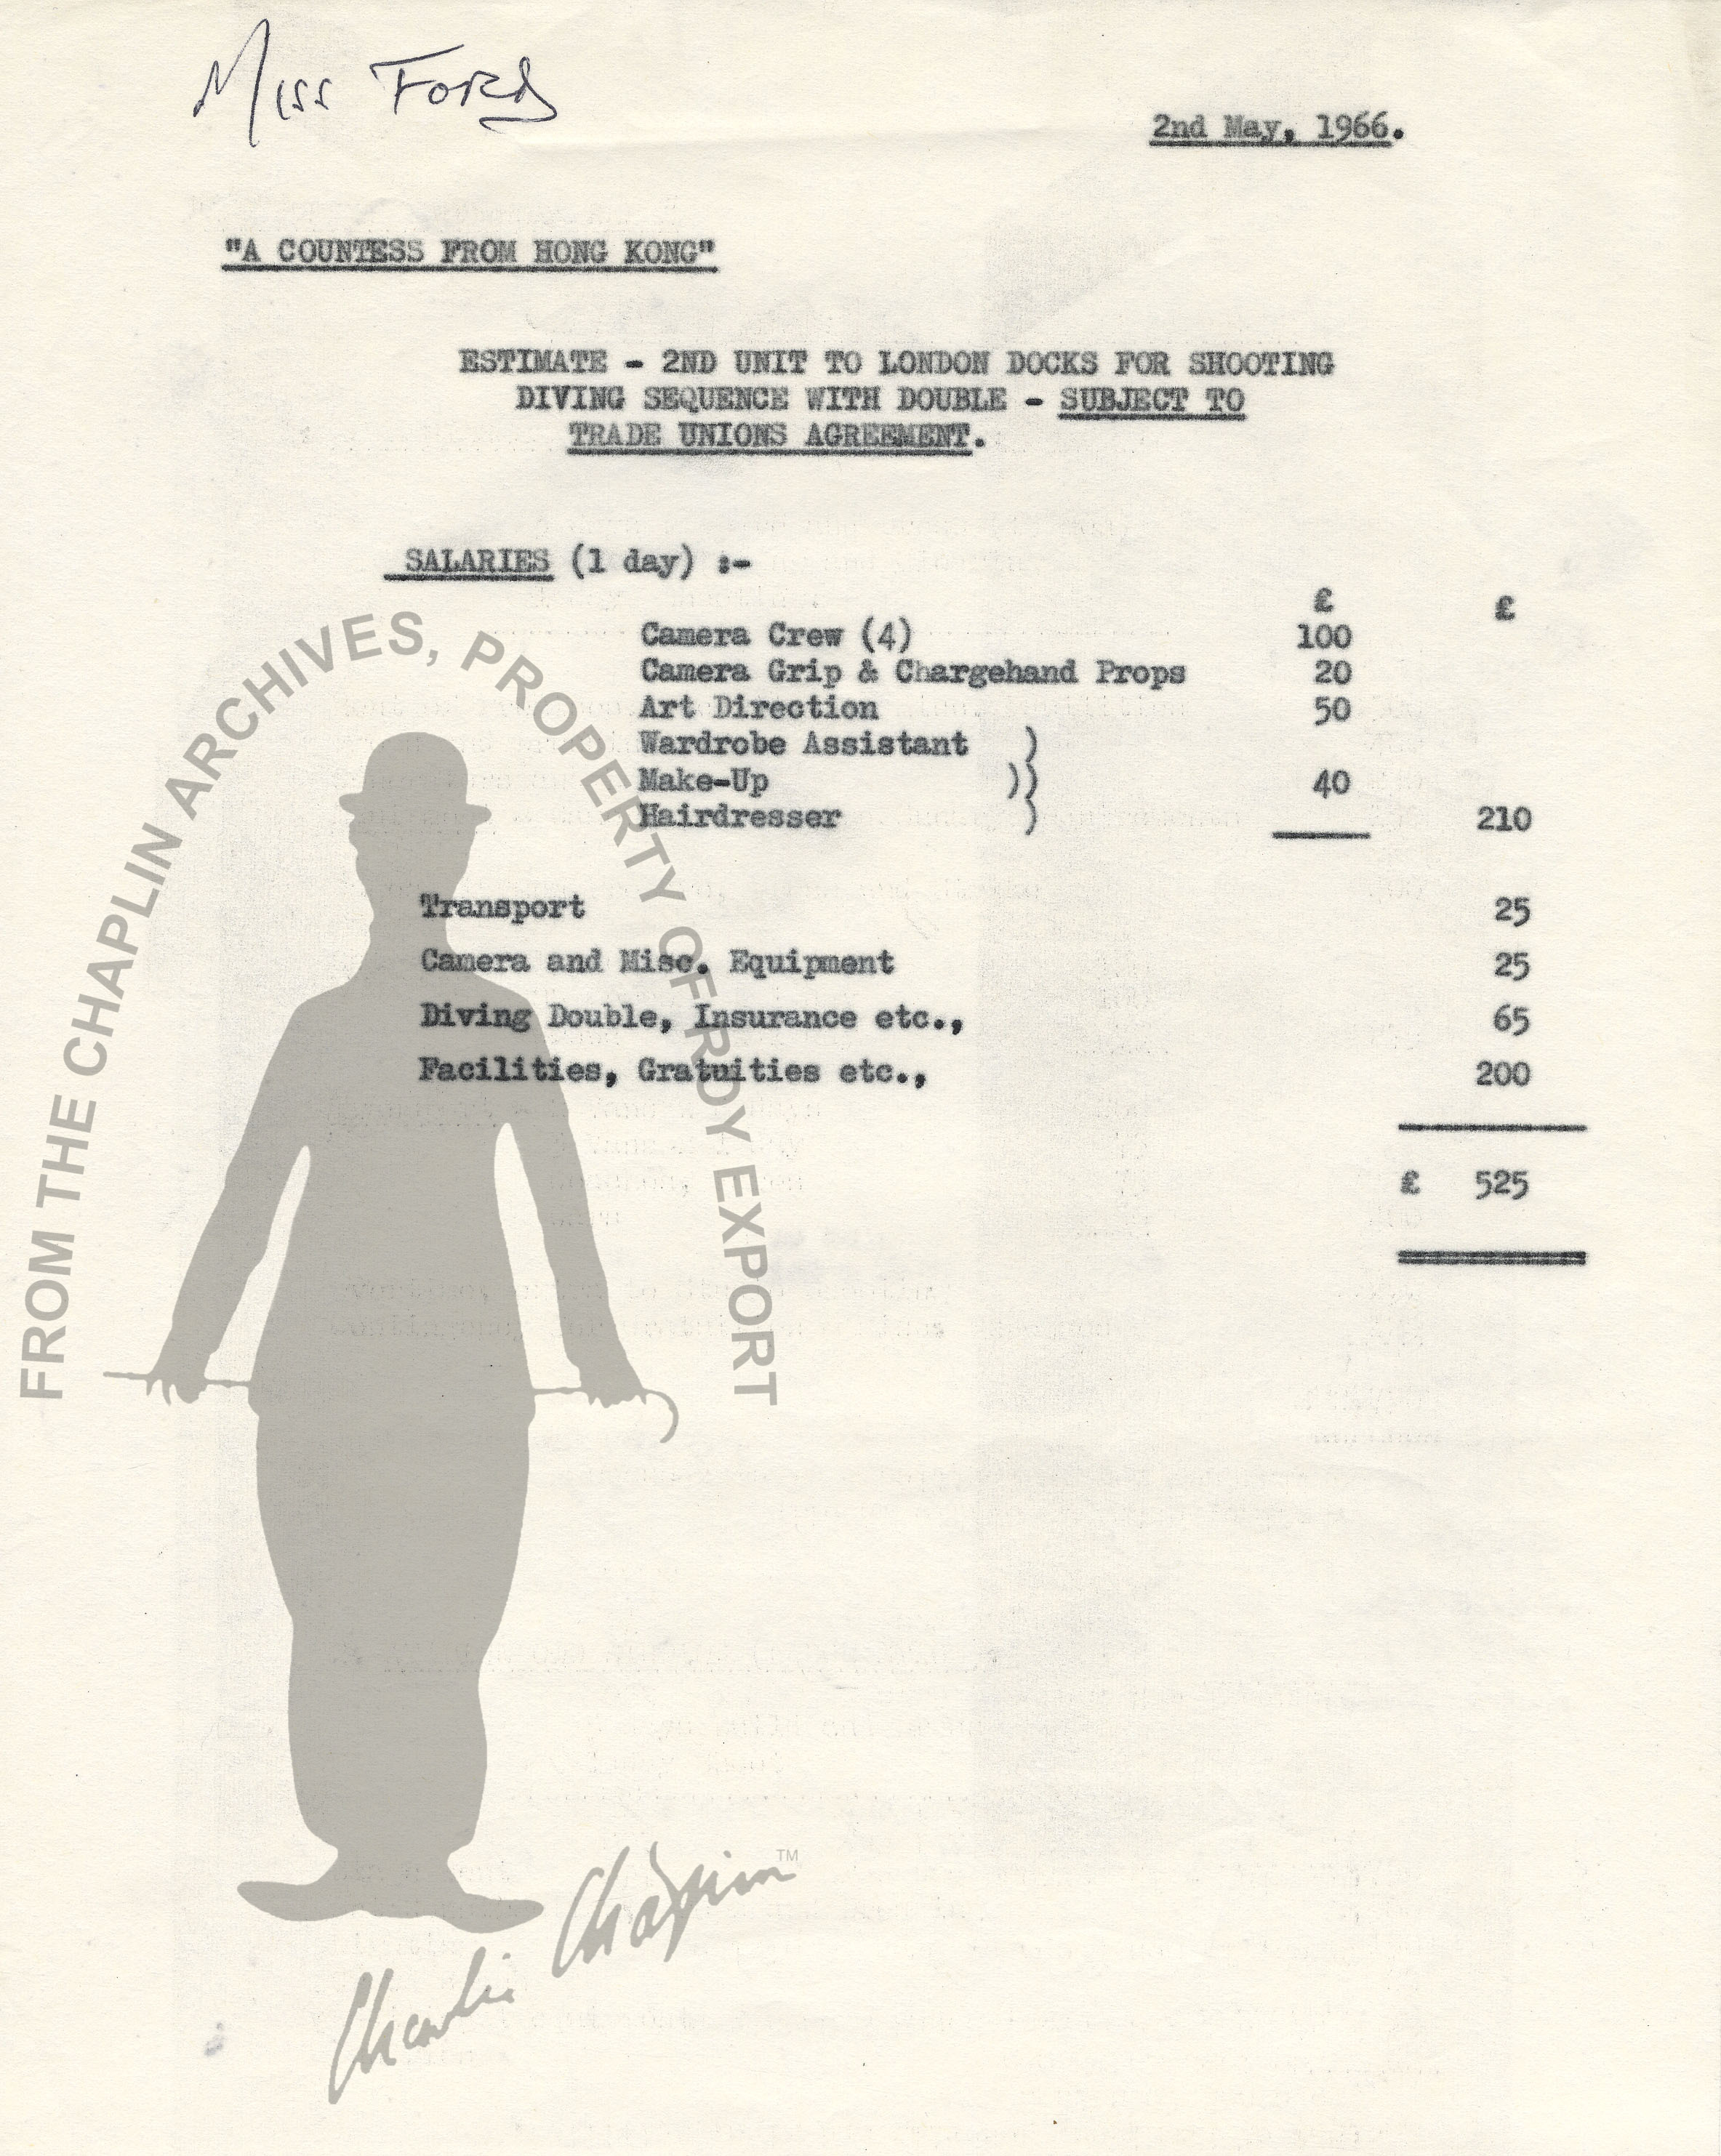 Miss Ford
2nd May, 1966.
"A COUNTESS FROM HONG KONG"
ESTIMATE - 2ND UNIT TO LONDON DOCKS FOR SHOOTING
DIVING SEQUENCE WITH DOUBLE - SUBJECT TO
TRADE UNIONS AGREEMENT.
SALARIES (1 day) :-
£ £
Camera Crew (4) 100
Camera Grip & Chargehand Props 20
Art Direction 50
Wardrobe Assistant )
Make-Up )) 40
Hairdresser ) 210
Transport 25
Camera and Misc. Equipment 25
Diving Double, Insurance etc., 65
Facilities, Gratuities etc., 200
£ 525
FROM THE CHAPLIN ARCHIVES, PROPERTY OF ROY EXPORT
Charlie Chaplin TM